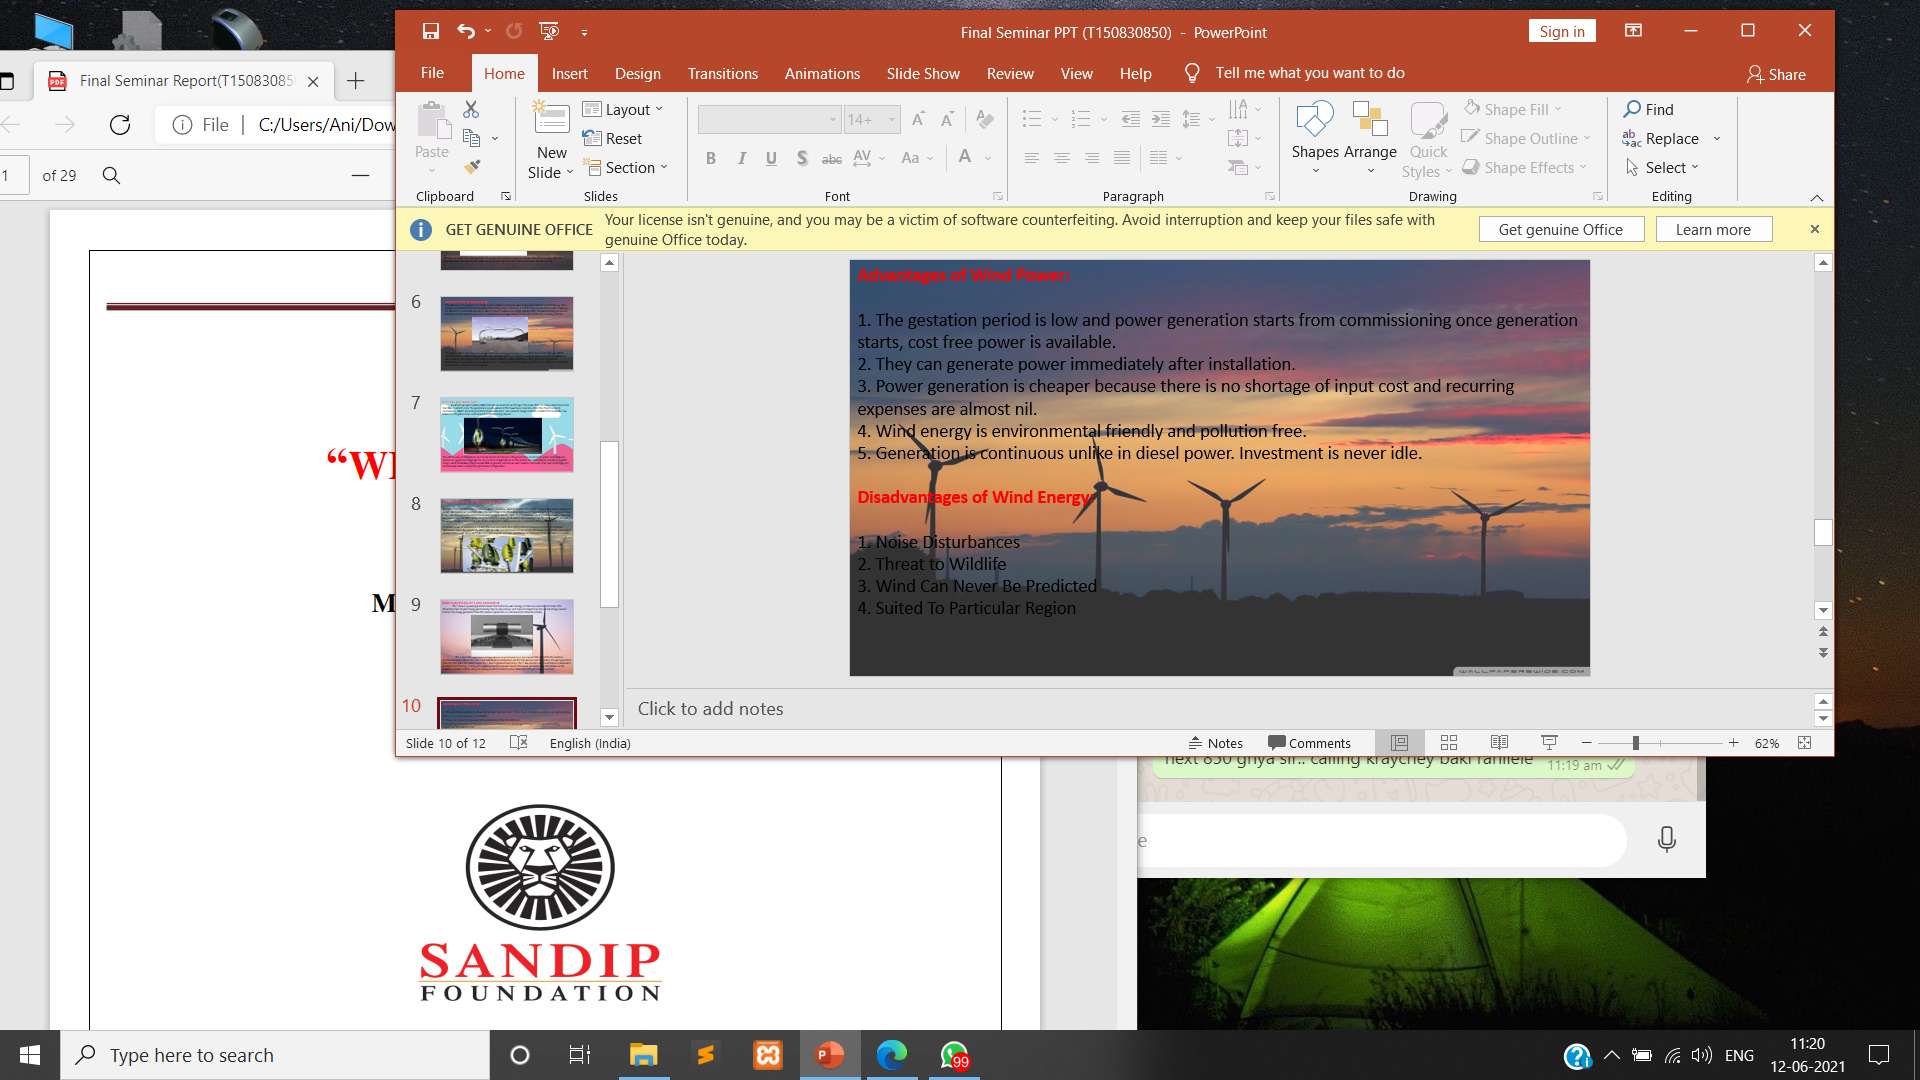 Final Seminar PPT (T150830850) - PowerPoint
Sign in
File
Home
Insert
Design
Transitions
Animations
Slide Show
Review
View
Help
Tell me what you want to do
Share
Final Seminar Report(T15083085
File
C:/Users/Ani/Dow
1
of 29
Paste
Clipboard
New
Slide
Layout
Reset
Section
Slides
14+
B I U S abc AV Aa A
Font
Paragraph
Shapes
Arrange
Quick
Styles
Shape Fill
Shape Outline
Shape Effects
Drawing
Find
Replace
Select
Editing
GET GENUINE OFFICE
Your license isn't genuine, and you may be a victim of software counterfeiting. Avoid interruption and keep your files safe with
genuine Office today.
Get genuine Office
Learn more
6
7
8
9
10
Advantages of Wind Power:
1. The gestation period is low and power generation starts from commissioning once generation
starts, cost free power is available.
2. They can generate power immediately after installation.
3. Power generation is cheaper because there is no shortage of input cost and recurring
expenses are almost nil.
4. Wind energy is environmental friendly and pollution free.
5. Generation is continuous unlike in diesel power. Investment is never idle.
Disadvantages of Wind Energy:
1. Noise Disturbances
2. Threat to Wildlife
3. Wind Can Never Be Predicted
4. Suited To Particular Region
WALLPAPERSWIDE.COM
Click to add notes
Slide 10 of 12
English (India)
Notes
Comments
62%
next 850 ghya sir.. calling kraychey baki rahilele
11:19 am
e
“WI
M
SANDIP
FOUNDATION
Type here to search
99
ENG
11:20
12-06-2021